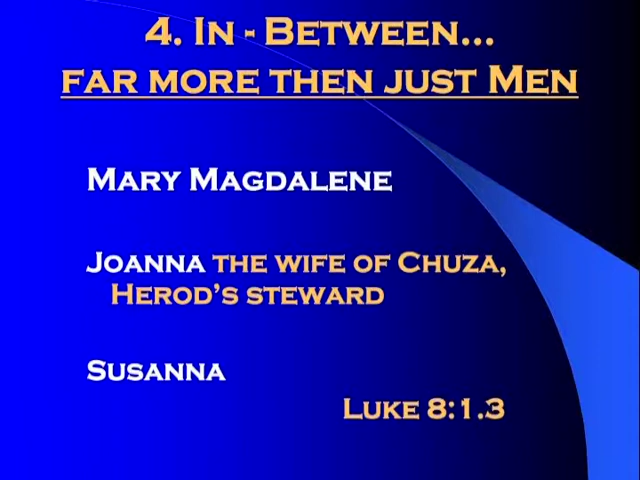 4. In - Between...
far more then just Men
Mary Magdalene
Joanna the wife of Chuza,
Herod's steward
Susanna
Luke 8:1.3